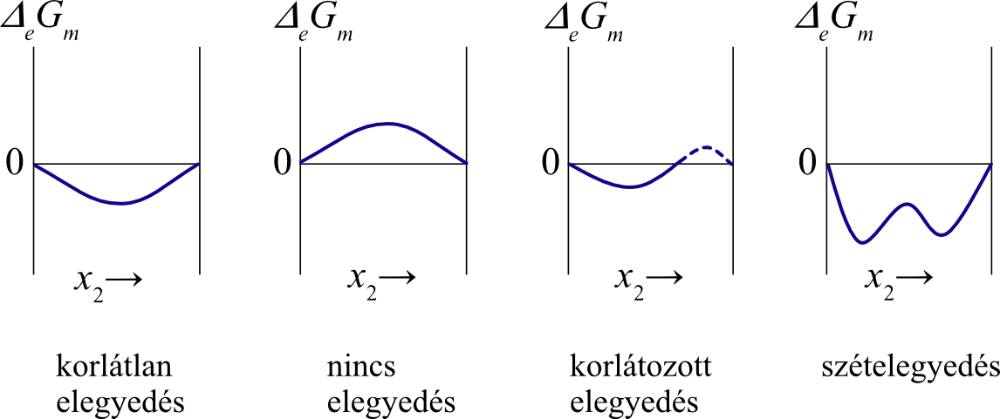 ΔₑGₘ ΔₑGₘ ΔₑGₘ ΔₑGₘ
0 0 0 0
x₂→ x₂→ x₂→ x₂→
korlátlan
elegyedés
nincs
elegyedés
korlátozott
elegyedés
szételegyedés